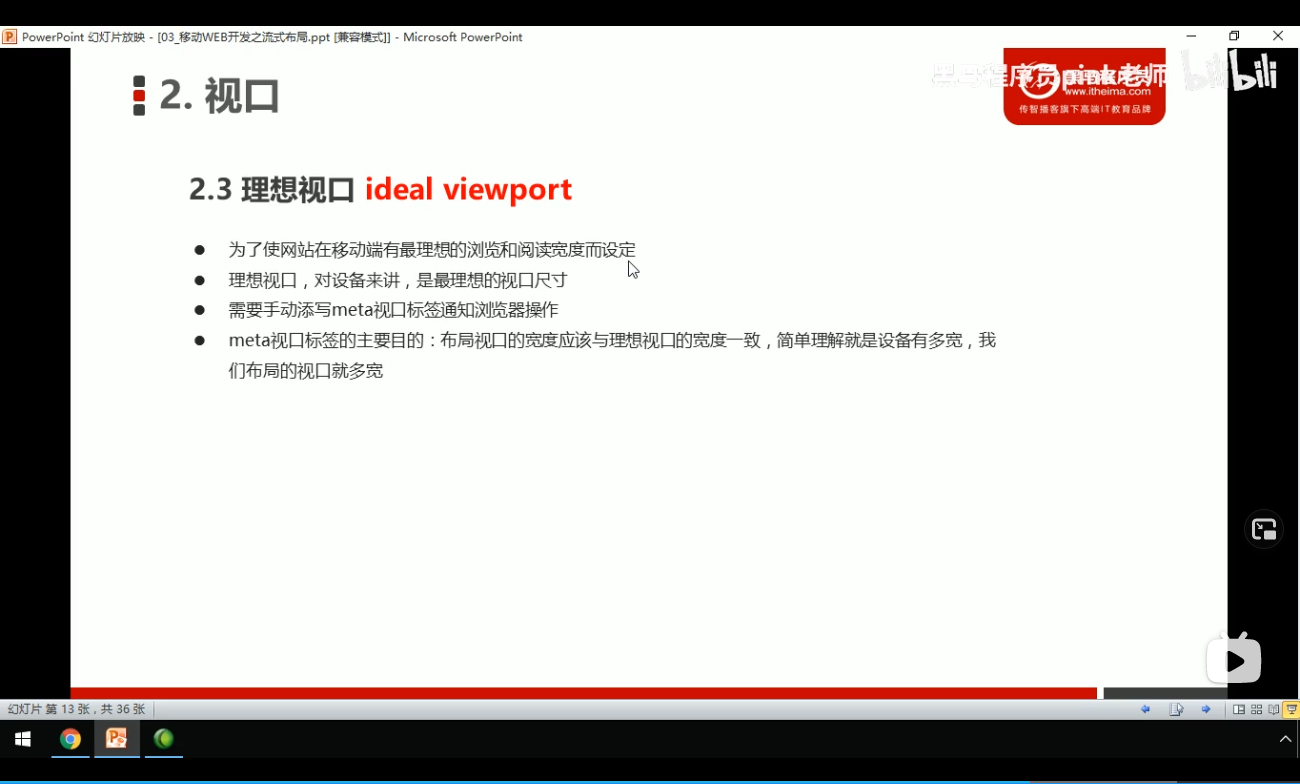 PowerPoint 幻灯片放映 - [03_移动WEB开发之流式布局.ppt [兼容模式]] - Microsoft PowerPoint
2. 视口
黑马程序员pink老师
bilibili
www.itheima.com
传智播客旗下高端IT教育品牌
2.3 理想视口 ideal viewport
为了使网站在移动端有最理想的浏览和阅读宽度而设定
理想视口，对设备来讲，是最理想的视口尺寸
需要手动添写meta视口标签通知浏览器操作
meta视口标签的主要目的：布局视口的宽度应该与理想视口的宽度一致，简单理解就是设备有多宽，我
们布局的视口就多宽
幻灯片 第 13 张，共 36 张